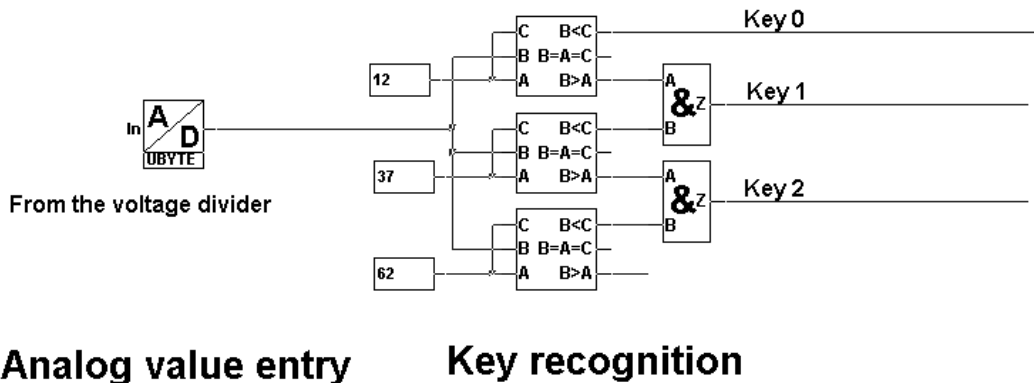 Key 0
C B<C
B B=A=C
12
A B>A
A
& Z
Key 1
B
In A D
UBYTE
From the voltage divider
C B<C
B B=A=C
37
A B>A
A
& Z
Key 2
B
C B<C
B B=A=C
62
A B>A
Analog value entry
Key recognition